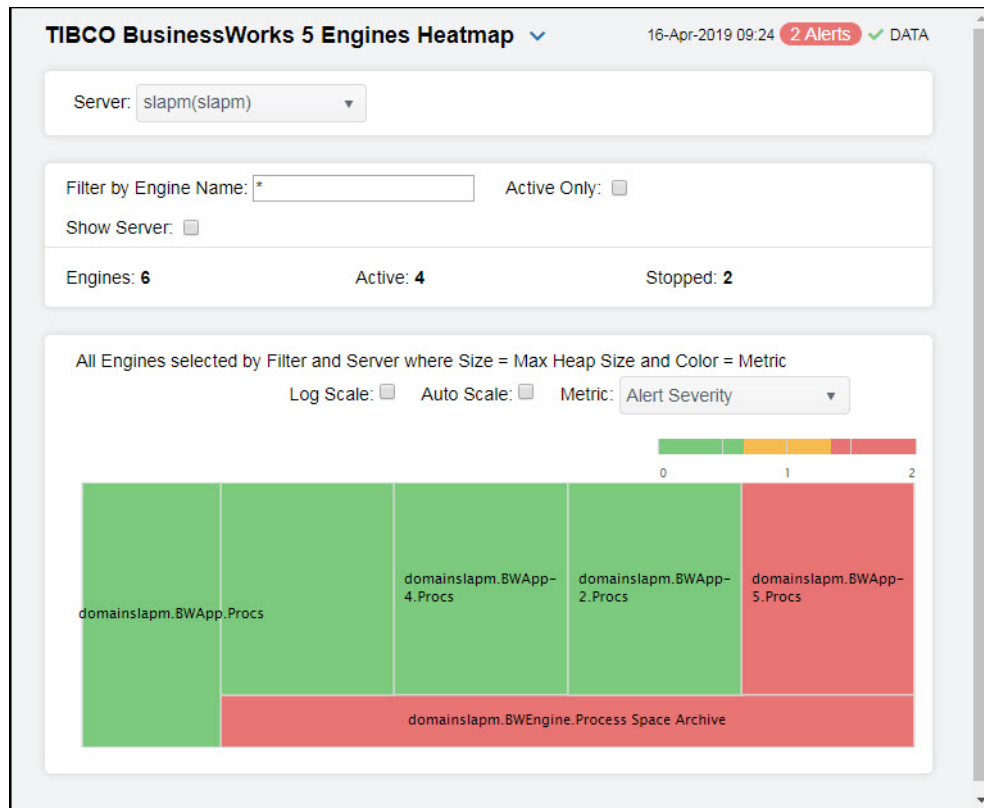 TIBCO BusinessWorks 5 Engines Heatmap
16-Apr-2019 09:24 2 Alerts DATA
Server: slapm(slapm)
Filter by Engine Name: * Active Only:
Show Server:
Engines: 6 Active: 4 Stopped: 2
All Engines selected by Filter and Server where Size = Max Heap Size and Color = Metric
Log Scale: Auto Scale: Metric: Alert Severity
0 1 2
domainslapm.BWApp.Procs
domainslapm.BWApp-
4.Procs
domainslapm.BWApp-
2.Procs
domainslapm.BWApp-
5.Procs
domainslapm.BWEngine.Process Space Archive